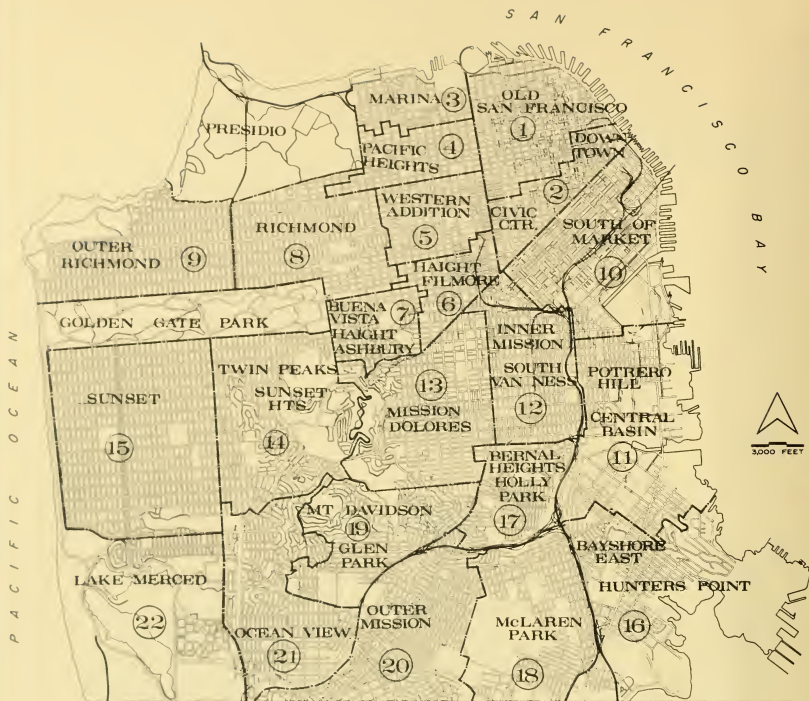 SAN FRANCISCO BAY
MARINA 3
OLD
SAN FRANCISCO
1
PRESIDIO
PACIFIC
HEIGHTS
4
DOWN
TOWN
2
CIVIC
CTR.
WESTERN
ADDITION
5
SOUTH OF
MARKET
10
RICHMOND
8
OUTER
RICHMOND 9
HAIGHT
FILMORE
6
BUENA
VISTA
HAIGHT
ASHBURY
7
GOLDEN GATE PARK
INNER
MISSION
SOUTH
VAN NESS
12
POTRERO
HILL
CENTRAL
BASIN
11
PACIFIC OCEAN
SUNSET
15
TWIN PEAKS
SUNSET
HTS.
14
13
MISSION
DOLORES
3,000 FEET
BERNAL
HEIGHTS
HOLLY
PARK
17
MT DAVIDSON
19
GLEN
PARK
BAYSHORE
EAST
HUNTERS POINT
16
LAKE MERCED
22
OCEAN VIEW
21
OUTER
MISSION
20
McLAREN
PARK
18